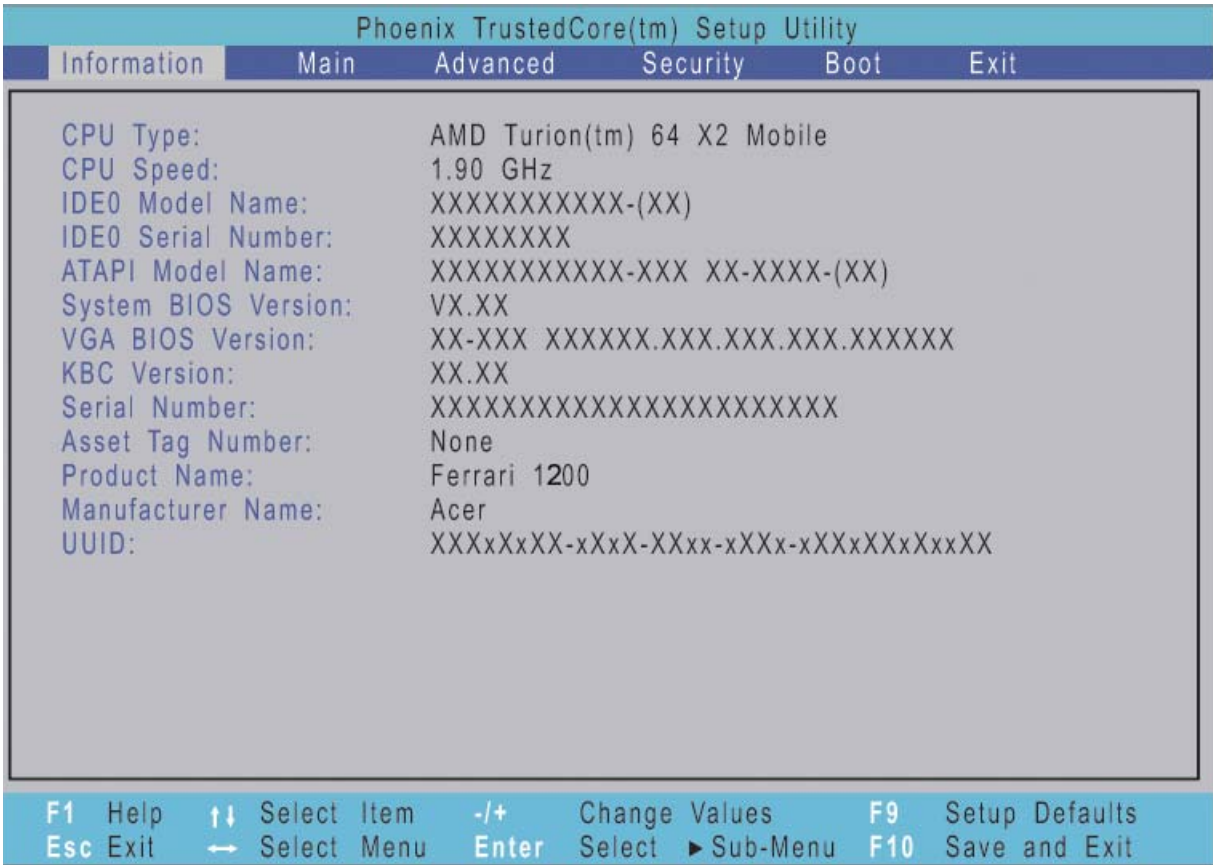 Phoenix TrustedCore(tm) Setup Utility
Information Main Advanced Security Boot Exit
CPU Type: AMD Turion(tm) 64 X2 Mobile
CPU Speed: 1.90 GHz
IDE0 Model Name: XXXXXXXXXXX-(XX)
IDE0 Serial Number: XXXXXXXX
ATAPI Model Name: XXXXXXXXXXX-XXX XX-XXXX-(XX)
System BIOS Version: VX.XX
VGA BIOS Version: XX-XXX XXXXXX.XXX.XXX.XXX.XXXXXX
KBC Version: XX.XX
Serial Number: XXXXXXXXXXXXXXXXXXXXXXX
Asset Tag Number: None
Product Name: Ferrari 1200
Manufacturer Name: Acer
UUID: XXXxXxXX-xXxX-XXxx-xXXx-xXXxXXxXxxXX
F1 Help ↑↓ Select Item -/+ Change Values F9 Setup Defaults
Esc Exit ↔ Select Menu Enter Select ►Sub-Menu F10 Save and Exit